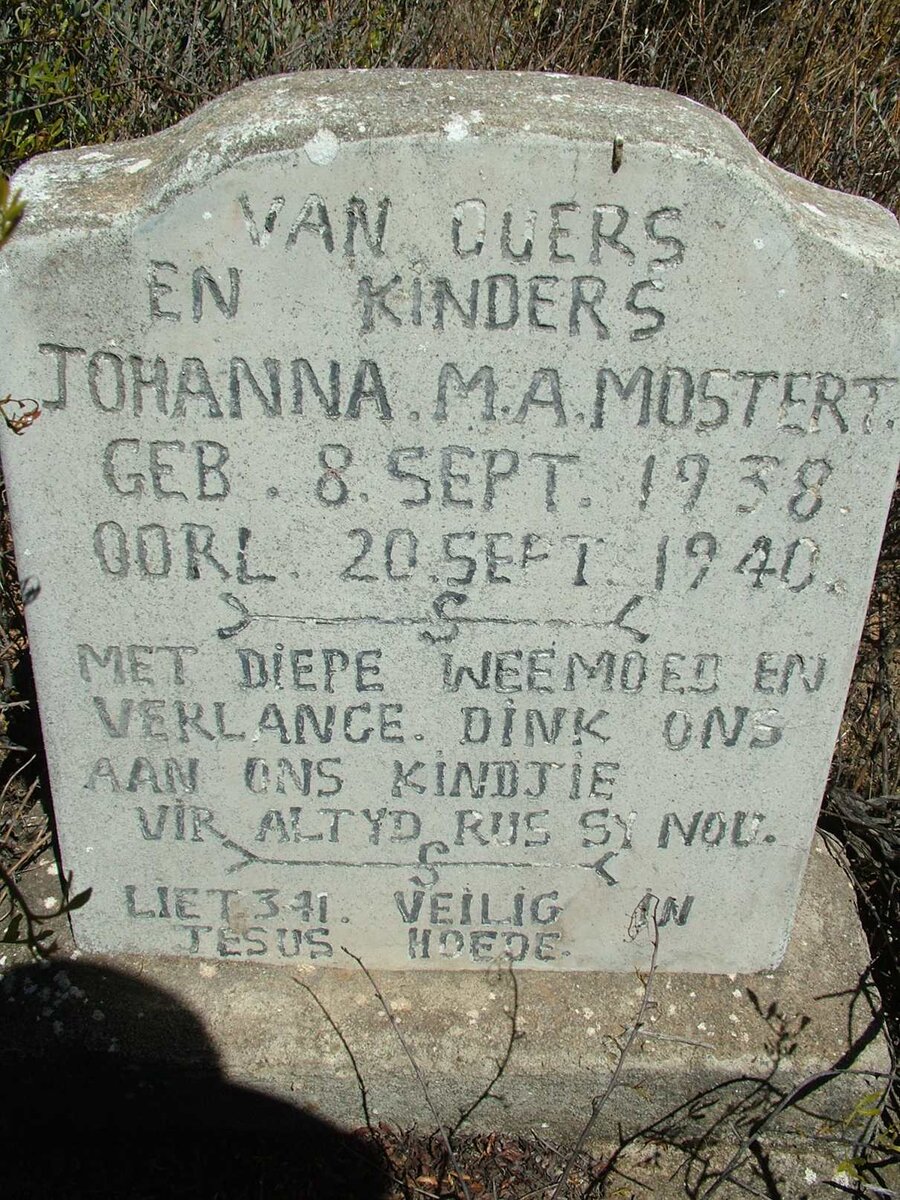 VAN OUERS
EN KINDERS
JOHANNA. M. A. MOSTERT.
GEB. 8. SEPT. 1938
OORL. 20. SEPT. 1940.
MET DIEPE WEEMOED EN
VERLANGE. DINK ONS
AAN ONS KINDJIE
VIR ALTYD RUS SY NOU.
LIET. 341. VEILIG IN
JESUS HOEDE.